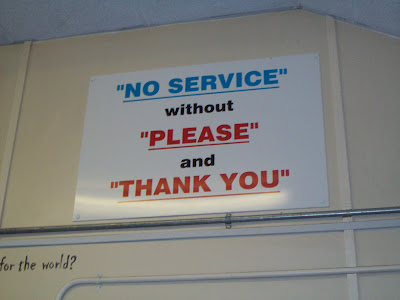 "NO SERVICE"
without
"PLEASE"
and
"THANK YOU"
for the world?